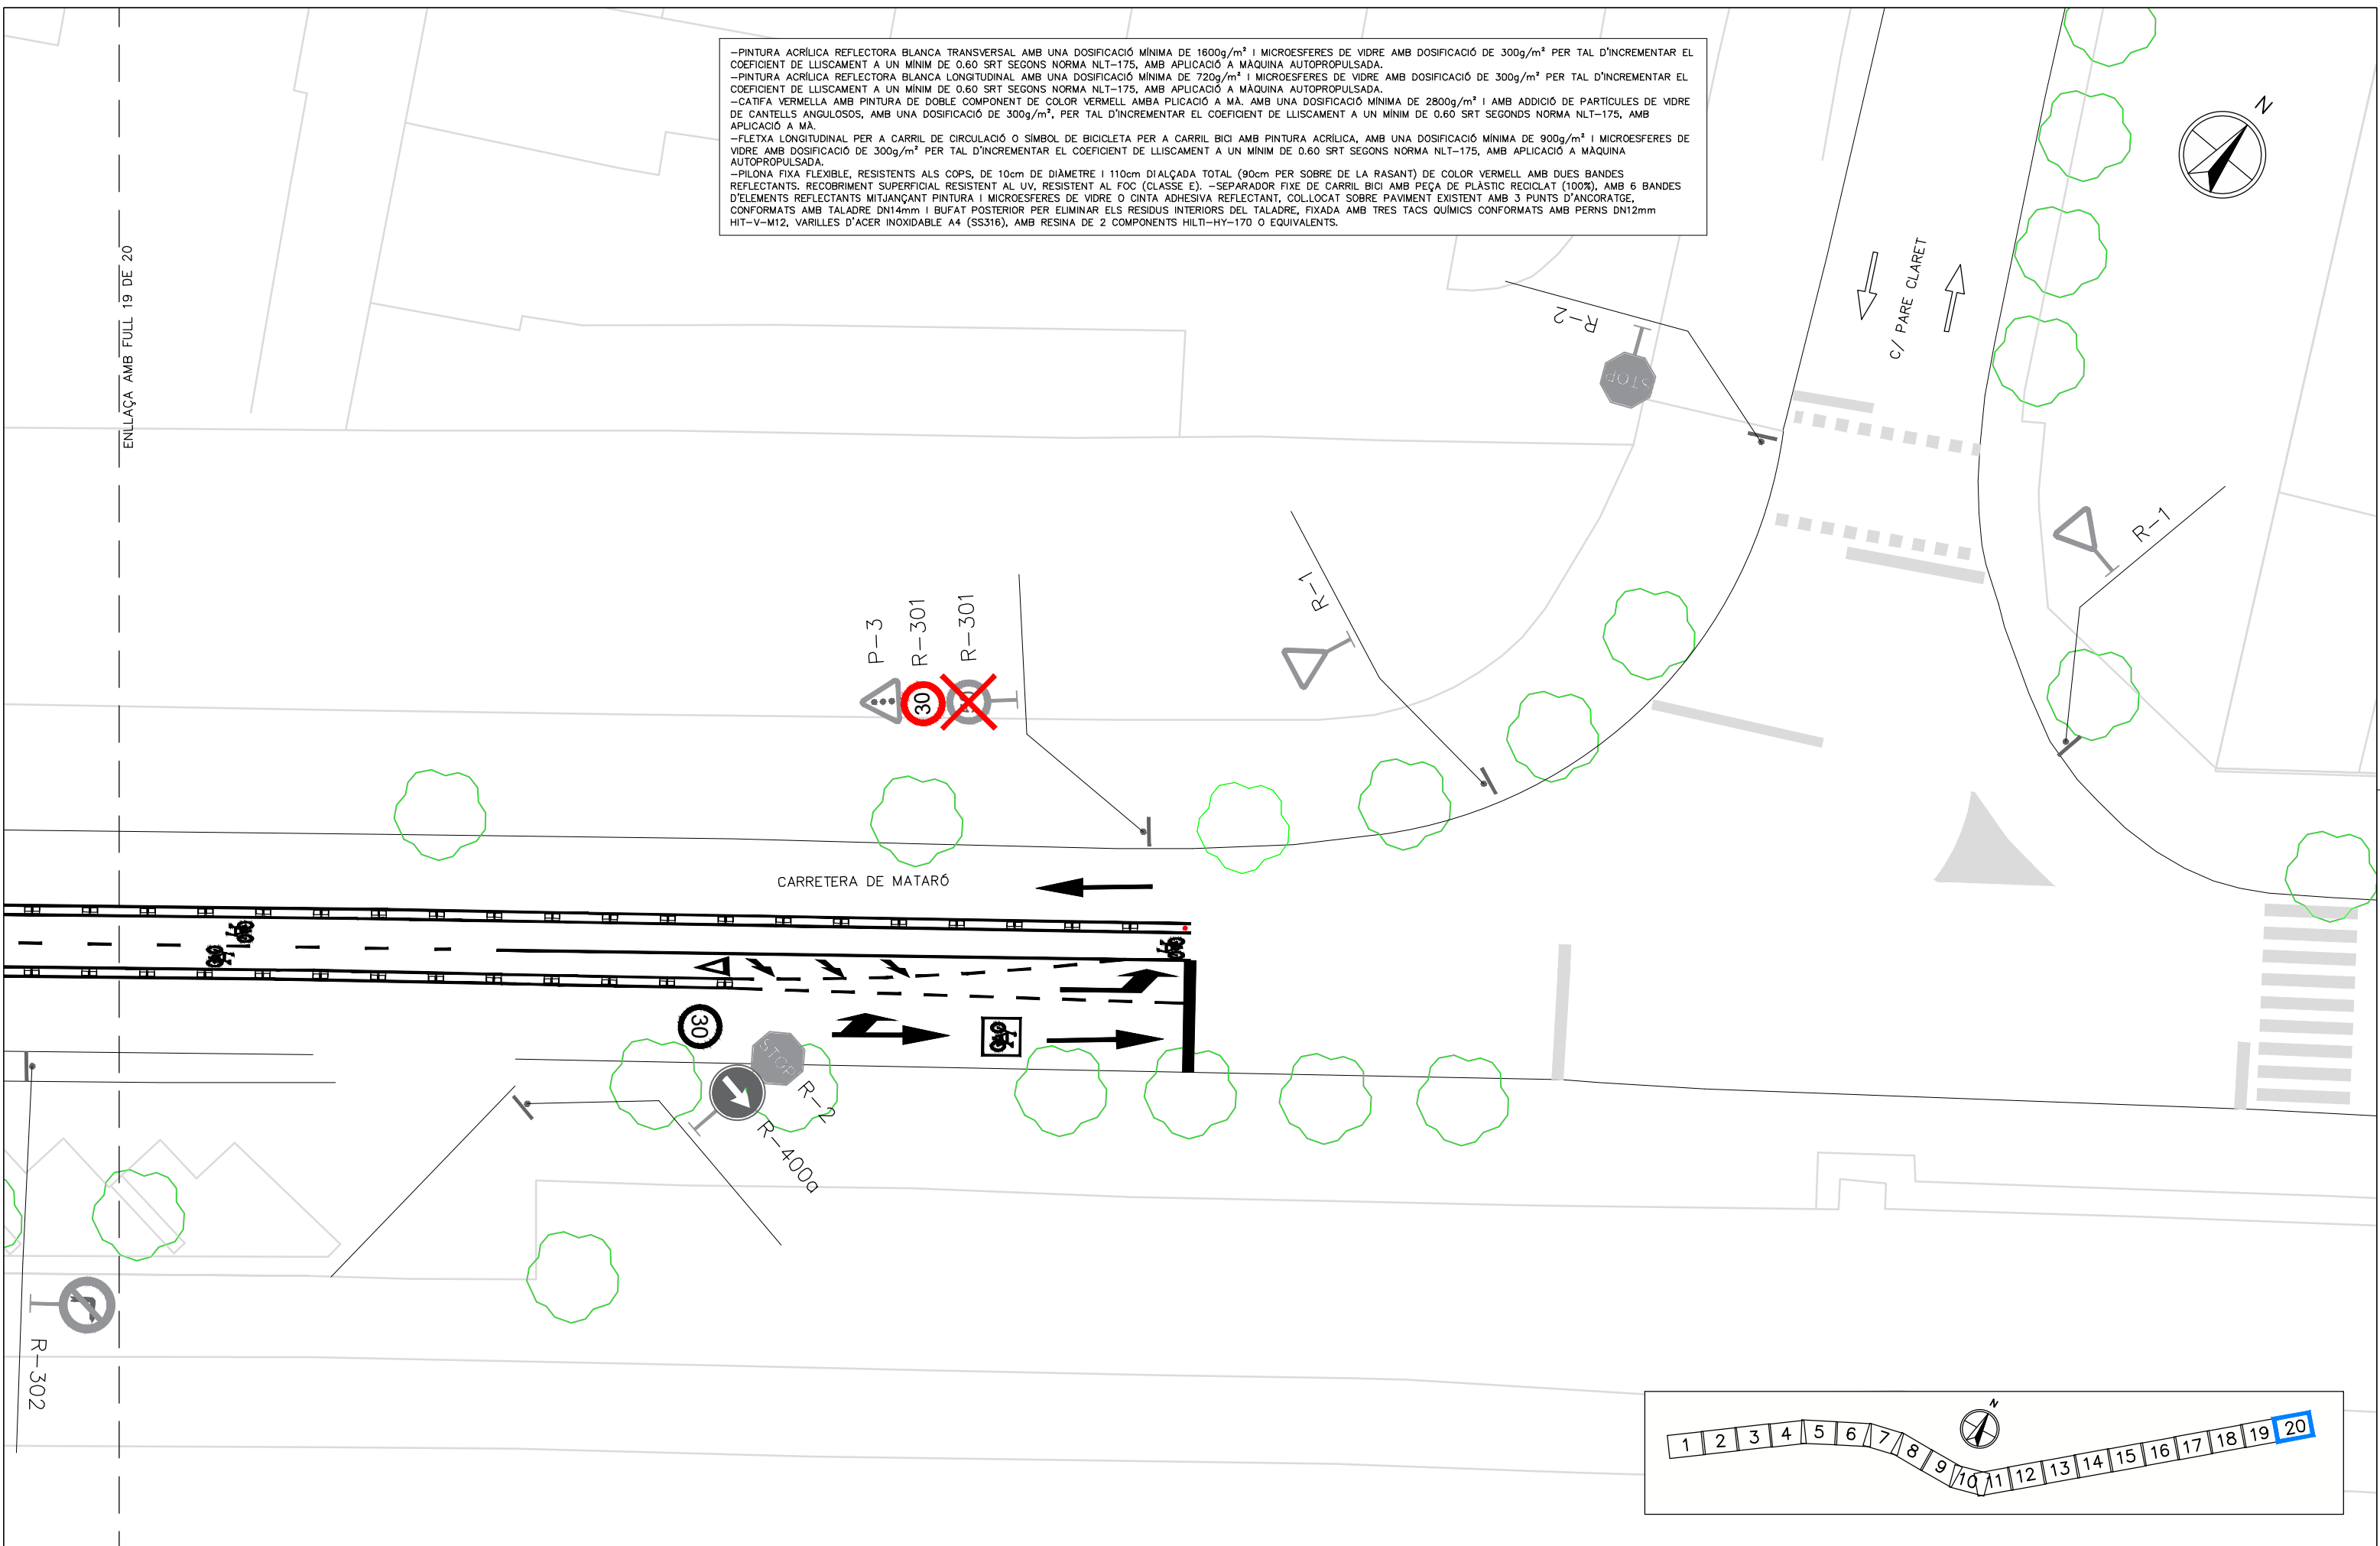 -PINTURA ACRÍLICA REFLECTORA BLANCA TRANSVERSAL AMB UNA DOSIFICACIÓ MÍNIMA DE 1600g/m² I MICROESFERES DE VIDRE AMB DOSIFICACIÓ DE 300g/m² PER TAL D'INCREMENTAR EL
COEFICIENT DE LLISCAMENT A UN MÍNIM DE 0.60 SRT SEGONS NORMA NLT-175, AMB APLICACIÓ A MÀQUINA AUTOPROPULSADA.
-PINTURA ACRÍLICA REFLECTORA BLANCA LONGITUDINAL AMB UNA DOSIFICACIÓ MÍNIMA DE 720g/m² I MICROESFERES DE VIDRE AMB DOSIFICACIÓ DE 300g/m² PER TAL D'INCREMENTAR EL
COEFICIENT DE LLISCAMENT A UN MÍNIM DE 0.60 SRT SEGONS NORMA NLT-175, AMB APLICACIÓ A MÀQUINA AUTOPROPULSADA.
-CATIFA VERMELLA AMB PINTURA DE DOBLE COMPONENT DE COLOR VERMELL AMBA PLICACIÓ A MÀ. AMB UNA DOSIFICACIÓ MÍNIMA DE 2800g/m² I AMB ADDICIÓ DE PARTÍCULES DE VIDRE
DE CANTELLS ANGULOSOS, AMB UNA DOSIFICACIÓ DE 300g/m², PER TAL D'INCREMENTAR EL COEFICIENT DE LLISCAMENT A UN MÍNIM DE 0.60 SRT SEGONDS NORMA NLT-175, AMB
APLICACIÓ A MÀ.
-FLETXA LONGITUDINAL PER A CARRIL DE CIRCULACIÓ O SÍMBOL DE BICICLETA PER A CARRIL BICI AMB PINTURA ACRÍLICA, AMB UNA DOSIFICACIÓ MÍNIMA DE 900g/m² I MICROESFERES DE
VIDRE AMB DOSIFICACIÓ DE 300g/m² PER TAL D'INCREMENTAR EL COEFICIENT DE LLISCAMENT A UN MÍNIM DE 0.60 SRT SEGONS NORMA NLT-175, AMB APLICACIÓ A MÀQUINA
AUTOPROPULSADA.
-PILONA FIXA FLEXIBLE, RESISTENTS ALS COPS, DE 10cm DE DIÀMETRE I 110cm DIALÇADA TOTAL (90cm PER SOBRE DE LA RASANT) DE COLOR VERMELL AMB DUES BANDES
REFLECTANTS. RECOBRIMENT SUPERFICIAL RESISTENT AL UV, RESISTENT AL FOC (CLASSE E). -SEPARADOR FIXE DE CARRIL BICI AMB PEÇA DE PLÀSTIC RECICLAT (100%), AMB 6 BANDES
D'ELEMENTS REFLECTANTS MITJANÇANT PINTURA I MICROESFERES DE VIDRE O CINTA ADHESIVA REFLECTANT, COL.LOCAT SOBRE PAVIMENT EXISTENT AMB 3 PUNTS D'ANCORATGE,
CONFORMATS AMB TALADRE DN14mm I BUFAT POSTERIOR PER ELIMINAR ELS RESIDUS INTERIORS DEL TALADRE, FIXADA AMB TRES TACS QUÍMICS CONFORMATS AMB PERNS DN12mm
HIT-V-M12, VARILLES D'ACER INOXIDABLE A4 (SS316), AMB RESINA DE 2 COMPONENTS HILTI-HY-170 O EQUIVALENTS.
N
ENLLAÇA AMB FULL 19 DE 20
C/ PARE CLARET
R-2
STOP
R-1
R-1
P-3
R-301
R-301
30
CARRETERA DE MATARÓ
30
STOP
R-2
R-400a
R-302
N
1
2
3
4
5
6
7
8
9
10
11
12
13
14
15
16
17
18
19
20